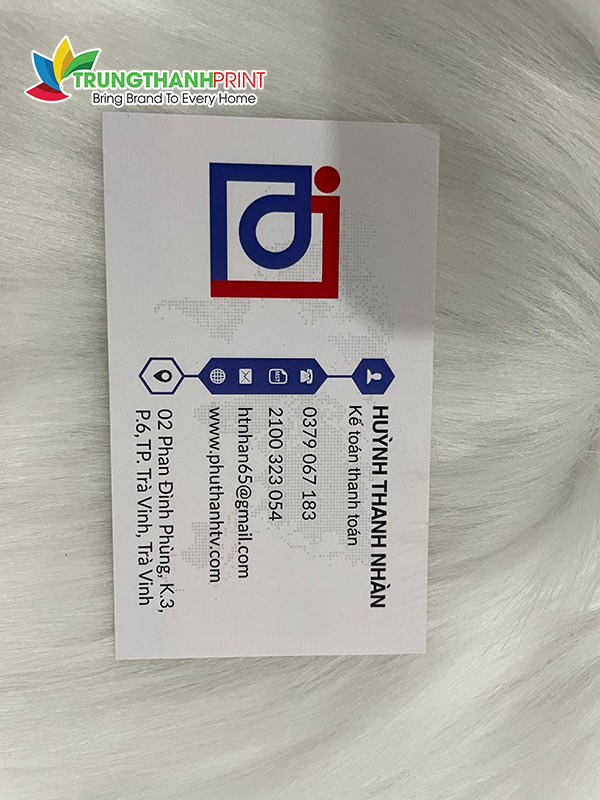 TRUNGTHANHPRINT
Bring Brand To Every Home
HUỲNH THANH NHÀN
Kế toán thanh toán
0379 067 183
MST
2100 323 054
htnhan65@gmail.com
www.phuthanhtv.com
02 Phan Đình Phùng, K.3,
P.6, TP. Trà Vinh, Trà Vinh